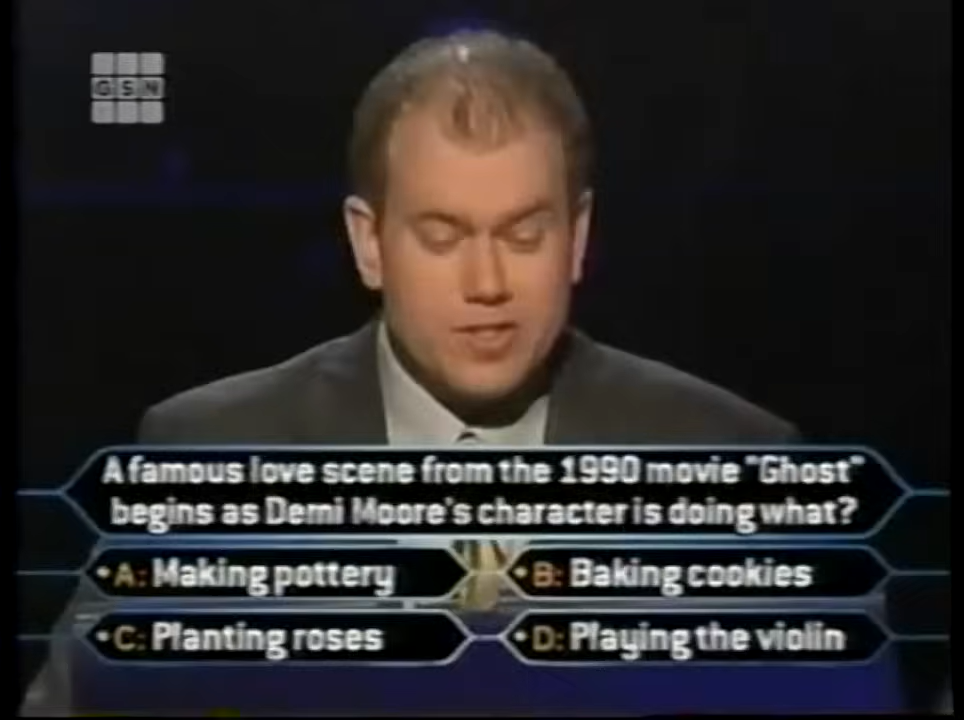 GSN
A famous love scene from the 1990 movie "Ghost"
begins as Demi Moore's character is doing what?
• A: Making pottery
• B: Baking cookies
• C: Planting roses
• D: Playing the violin